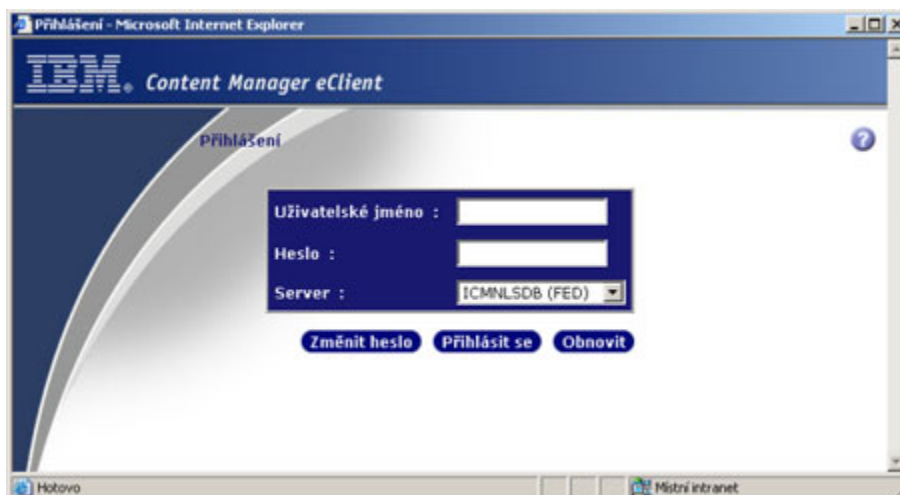 Přihlášení - Microsoft Internet Explorer
IBM® Content Manager eClient
Přihlášení
?
Uživatelské jméno :
Heslo :
Server : ICMNLSDB (FED)
Změnit heslo Přihlásit se Obnovit
Hotovo Místní intranet